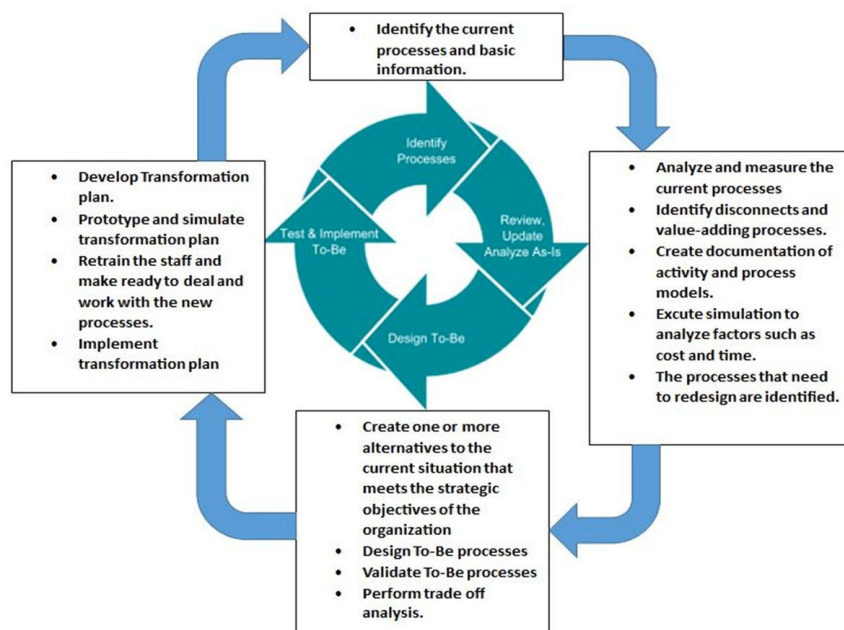 • Identify the current
processes and basic
information.
Identify
Processes
Review,
Update
Analyze As-Is
Design To-Be
Test & Implement
To-Be
• Analyze and measure the
current processes
• Identify disconnects and
value-adding processes.
• Create documentation of
activity and process
models.
• Excute simulation to
analyze factors such as
cost and time.
• The processes that need
to redesign are identified.
• Create one or more
alternatives to the
current situation that
meets the strategic
objectives of the
organization
• Design To-Be processes
• Validate To-Be processes
• Perform trade off
analysis.
• Develop Transformation
plan.
• Prototype and simulate
transformation plan
• Retrain the staff and
make ready to deal and
work with the new
processes.
• Implement
transformation plan